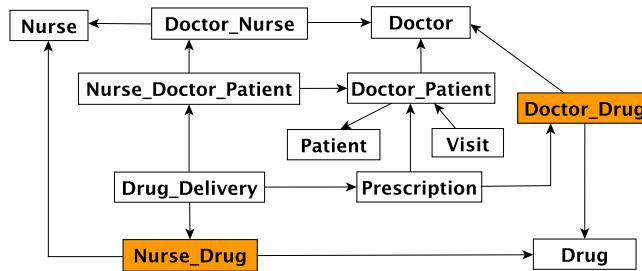 Nurse
Doctor_Nurse
Doctor
Nurse_Doctor_Patient
Doctor_Patient
Doctor_Drug
Patient
Visit
Drug_Delivery
Prescription
Nurse_Drug
Drug